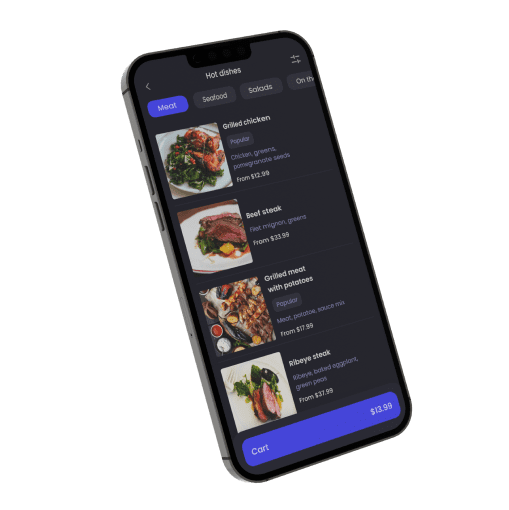 Hot dishes
Meat
Seafood
Salads
On the
Grilled chicken
Popular
Chicken, greens,
pomegranate seeds
From $13.99
Beef steak
Filet mignon, greens
From $33.99
Grilled meat
with potatoes
Popular
Meat, potatoe, sauce mix
From $17.99
Ribeye steak
Ribeye, baked eggplant,
green peas
From $37.99
Cart
$13.99